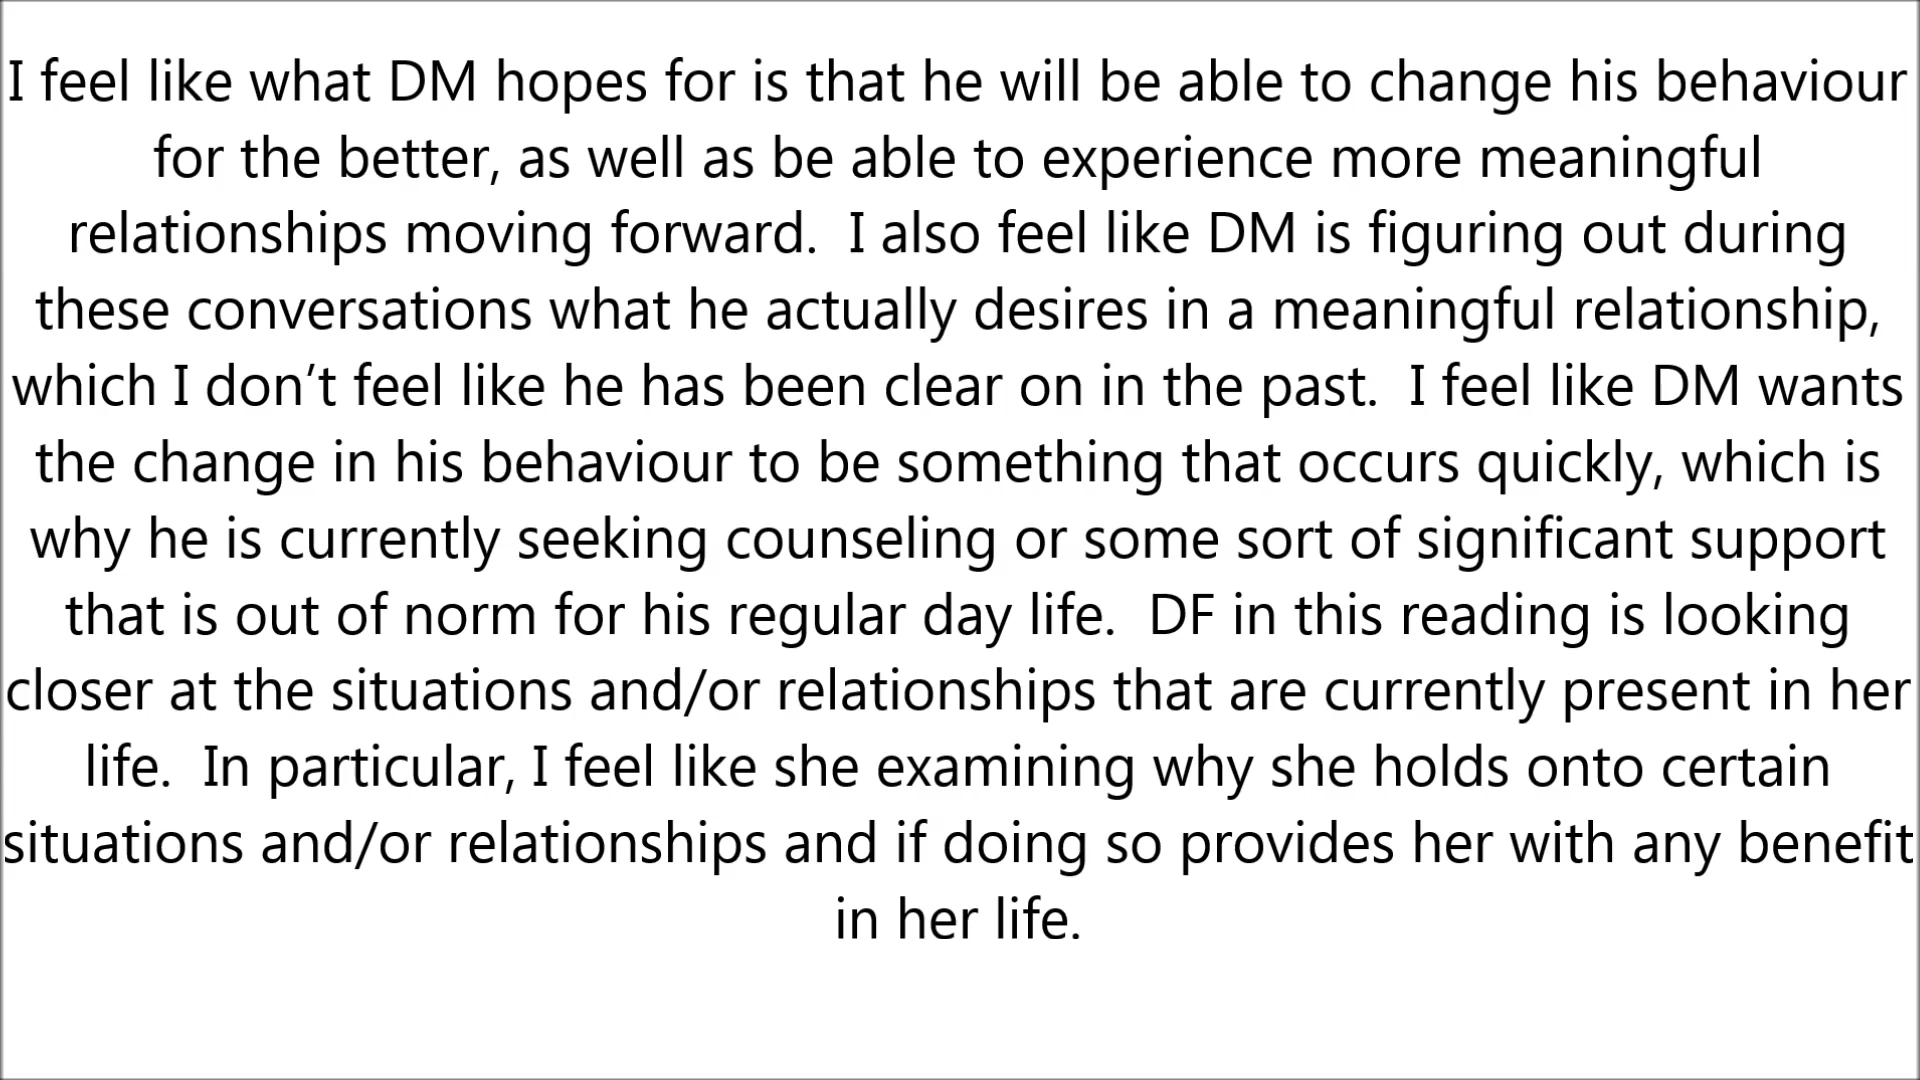 I feel like what DM hopes for is that he will be able to change his behaviour
for the better, as well as be able to experience more meaningful
relationships moving forward.  I also feel like DM is figuring out during
these conversations what he actually desires in a meaningful relationship,
which I don’t feel like he has been clear on in the past.  I feel like DM wants
the change in his behaviour to be something that occurs quickly, which is
why he is currently seeking counseling or some sort of significant support
that is out of norm for his regular day life.  DF in this reading is looking
closer at the situations and/or relationships that are currently present in her
life.  In particular, I feel like she examining why she holds onto certain
situations and/or relationships and if doing so provides her with any benefit
in her life.